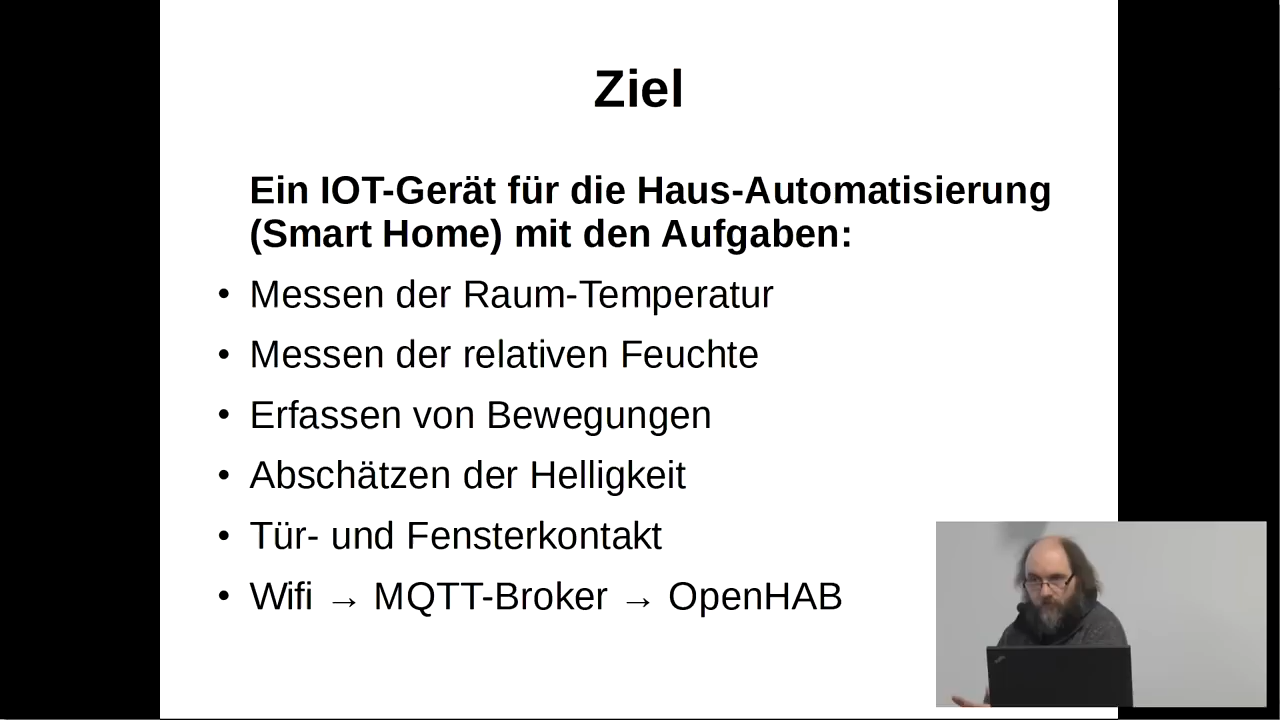 Ziel
Ein IOT-Gerät für die Haus-Automatisierung
(Smart Home) mit den Aufgaben:
• Messen der Raum-Temperatur
• Messen der relativen Feuchte
• Erfassen von Bewegungen
• Abschätzen der Helligkeit
• Tür- und Fensterkontakt
• Wifi → MQTT-Broker → OpenHAB